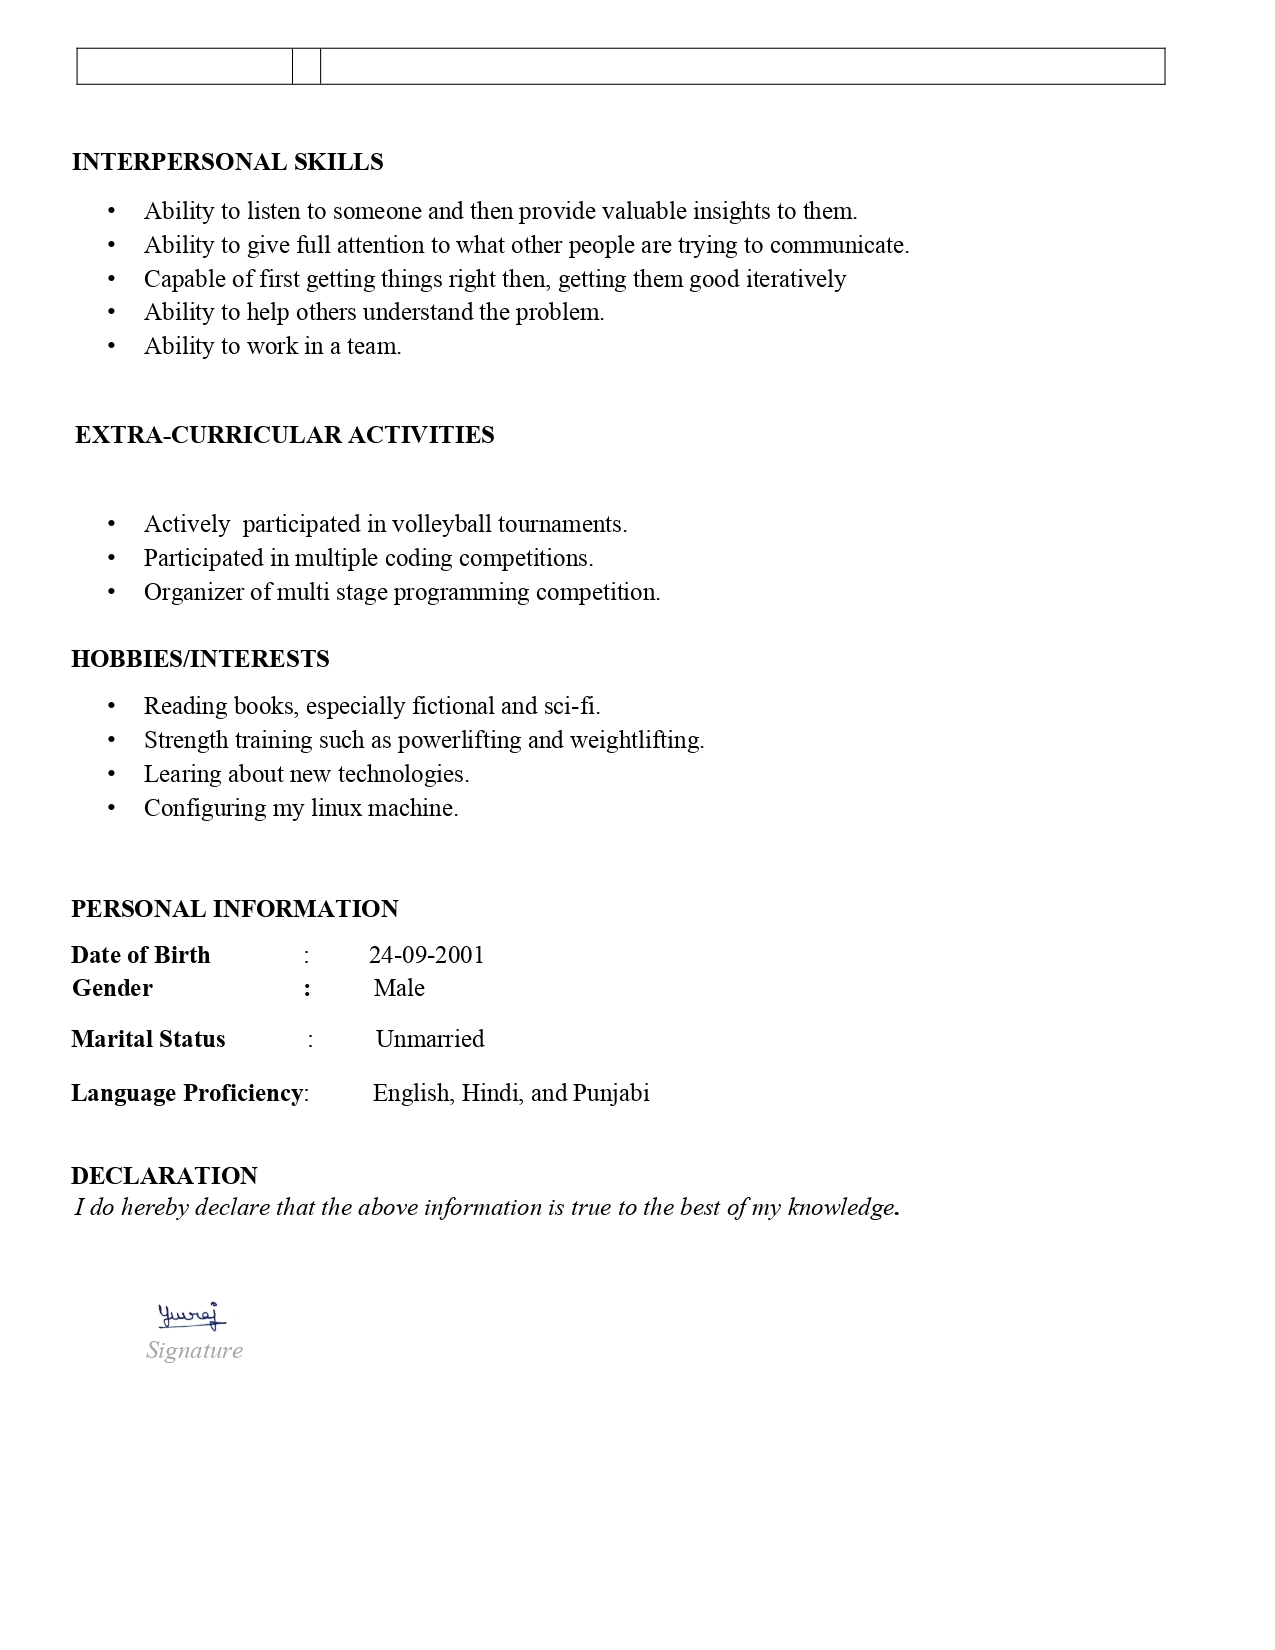 INTERPERSONAL SKILLS
• Ability to listen to someone and then provide valuable insights to them.
• Ability to give full attention to what other people are trying to communicate.
• Capable of first getting things right then, getting them good iteratively
• Ability to help others understand the problem.
• Ability to work in a team.
EXTRA-CURRICULAR ACTIVITIES
• Actively  participated in volleyball tournaments.
• Participated in multiple coding competitions.
• Organizer of multi stage programming competition.
HOBBIES/INTERESTS
• Reading books, especially fictional and sci-fi.
• Strength training such as powerlifting and weightlifting.
• Learing about new technologies.
• Configuring my linux machine.
PERSONAL INFORMATION
Date of Birth : 24-09-2001
Gender : Male
Marital Status : Unmarried
Language Proficiency: English, Hindi, and Punjabi
DECLARATION
I do hereby declare that the above information is true to the best of my knowledge.
Yuvraj
Signature